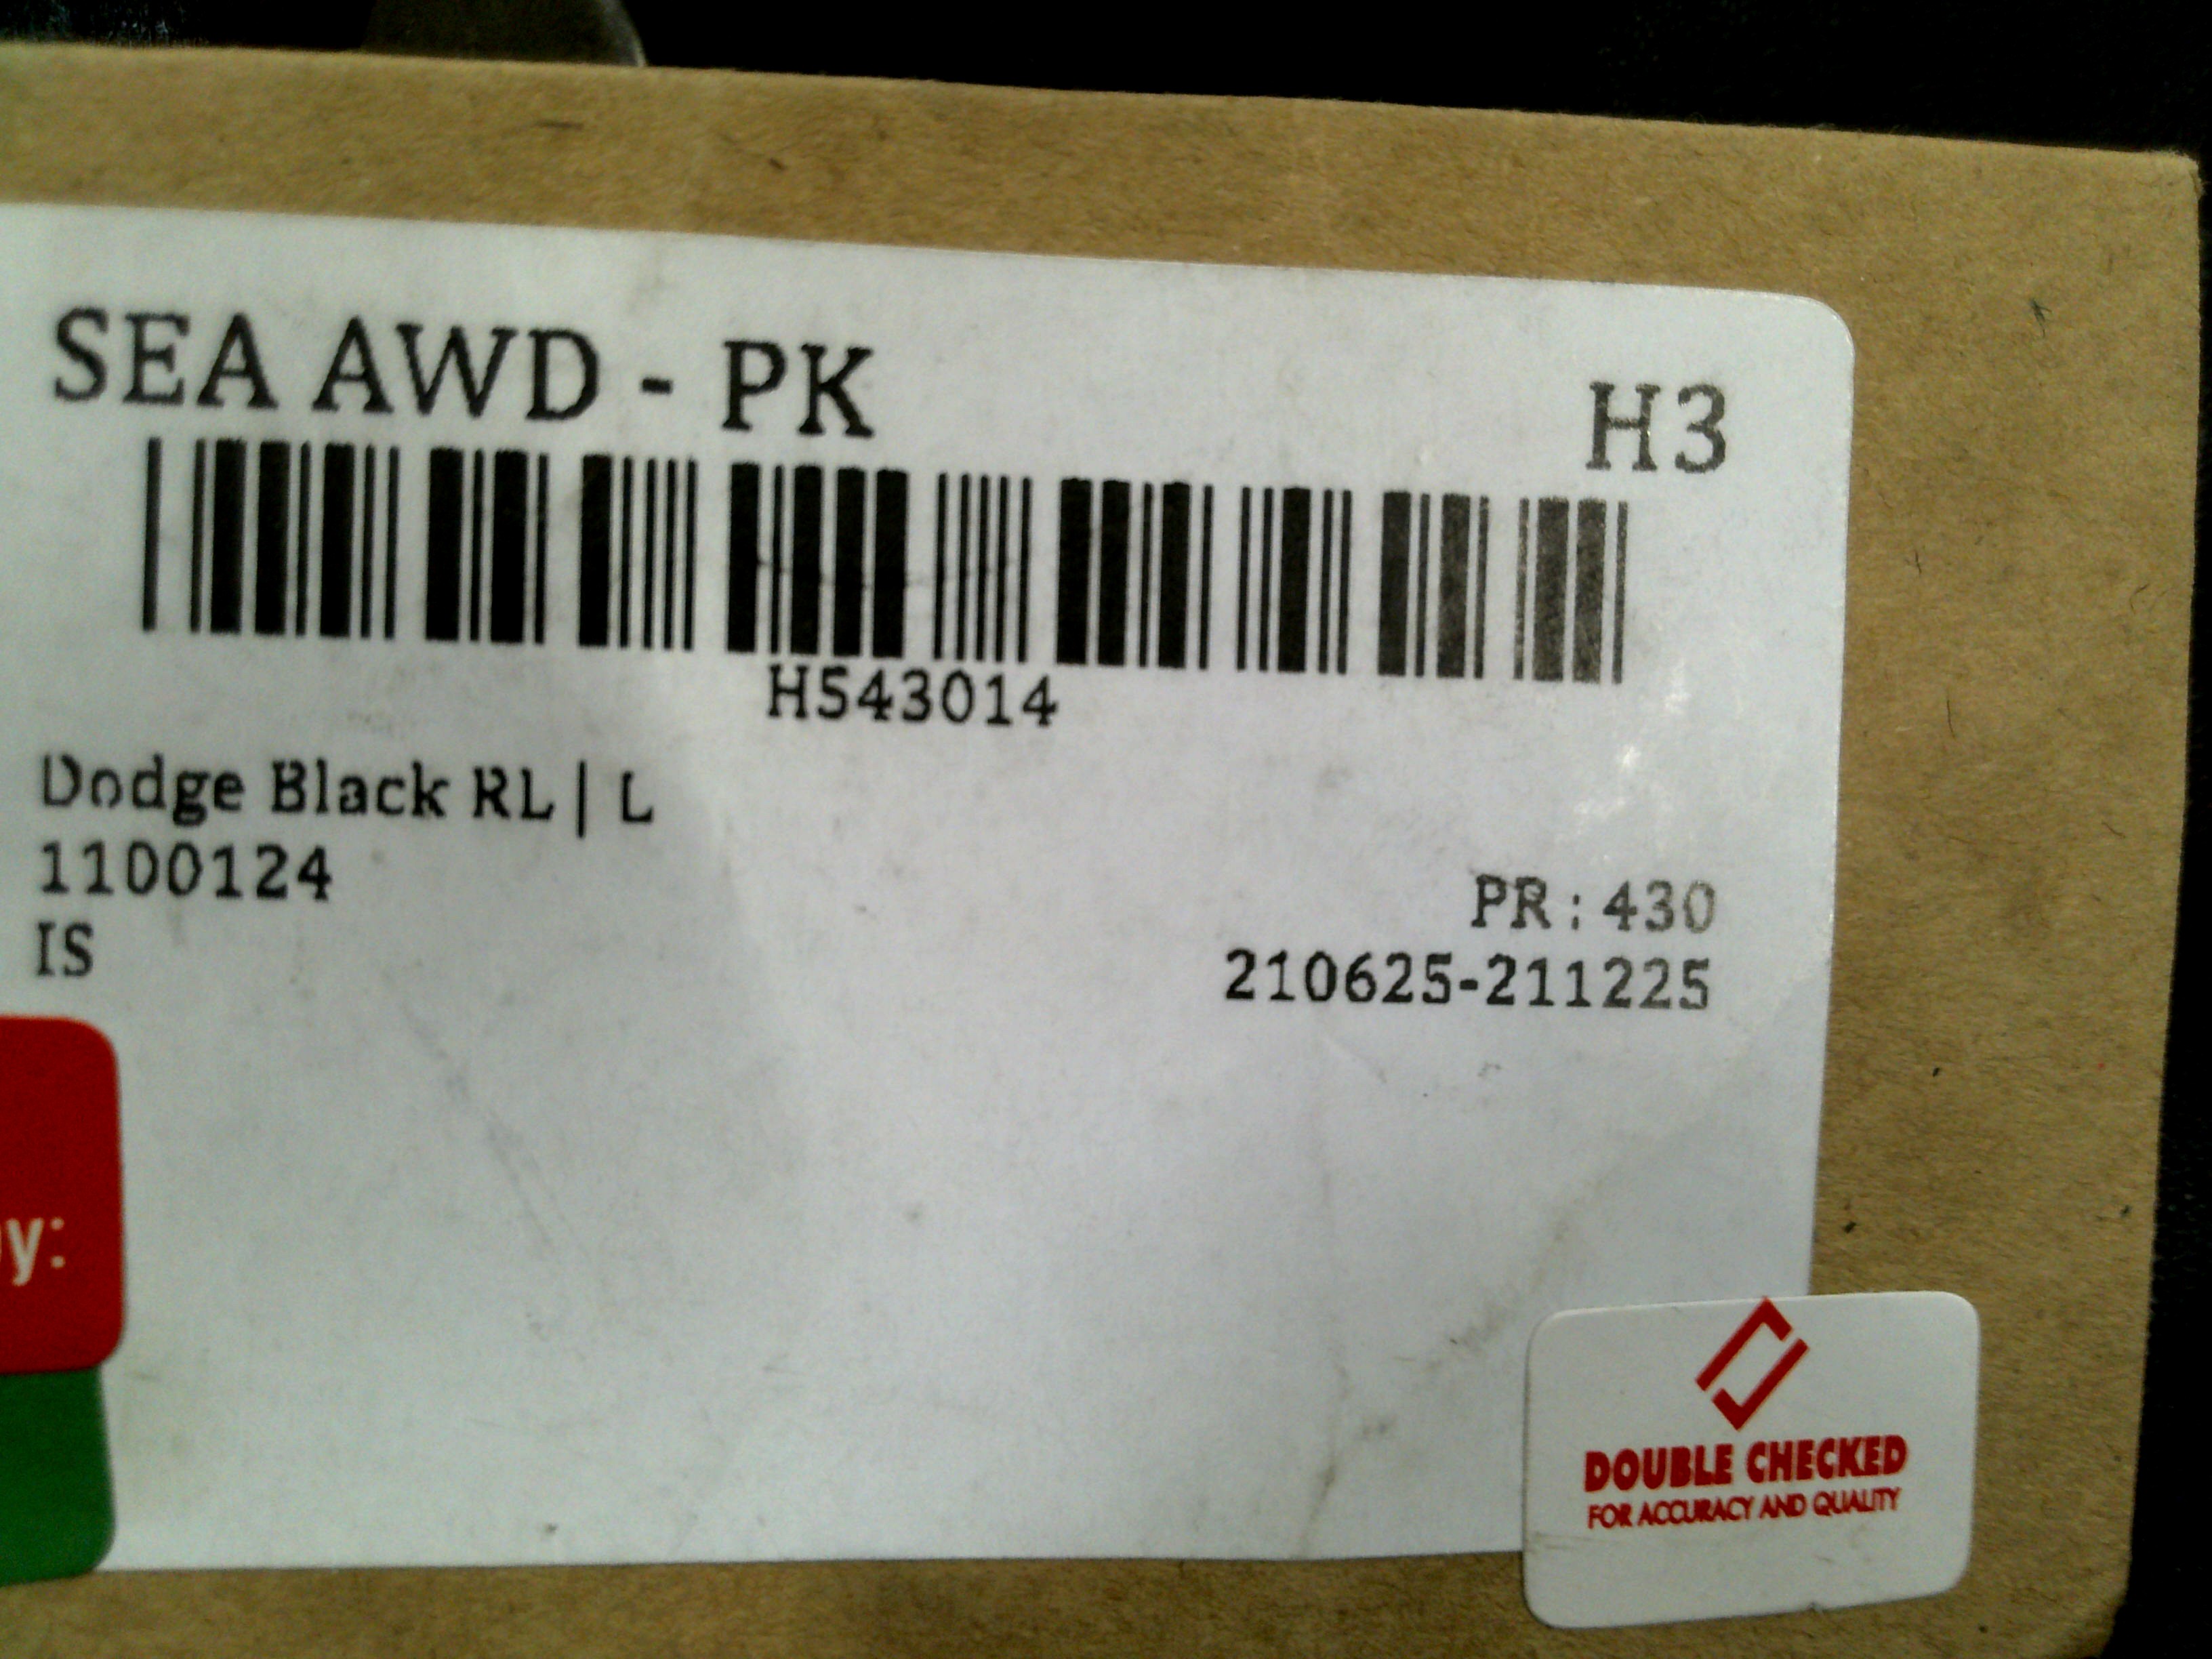 SEA AWD - PK
H3
H543014
Dodge Black RL | L
1100124
IS
PR : 430
210625-211225
y:
DOUBLE CHECKED
FOR ACCURACY AND QUALITY